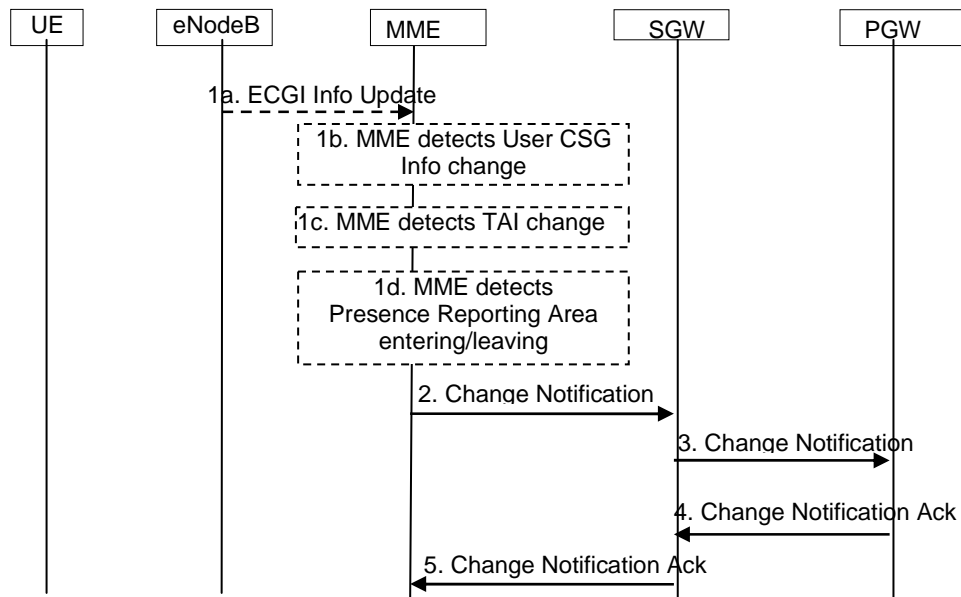 UE
eNodeB
MME
SGW
PGW
1a. ECGI Info Update
1b. MME detects User CSG
Info change
1c. MME detects TAI change
1d. MME detects
Presence Reporting Area
entering/leaving
2. Change Notification
3. Change Notification
4. Change Notification Ack
5. Change Notification Ack